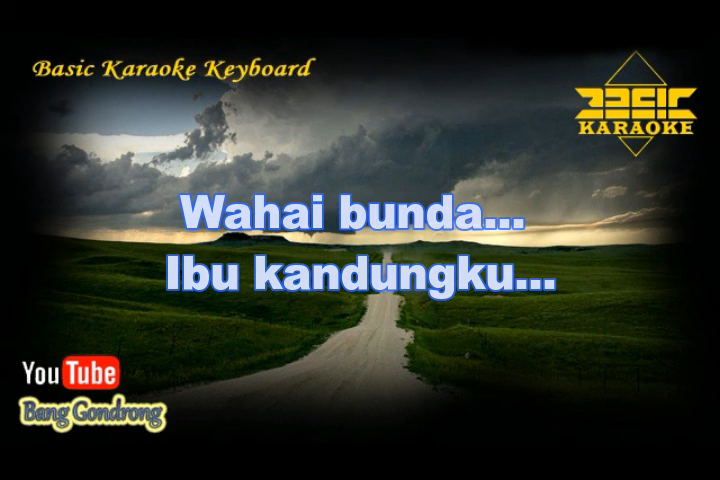 Basic Karaoke Keyboard
BASIC
KARAOKE
Wahai bunda...
Ibu kandungku...
YouTube
Bang Gondrong